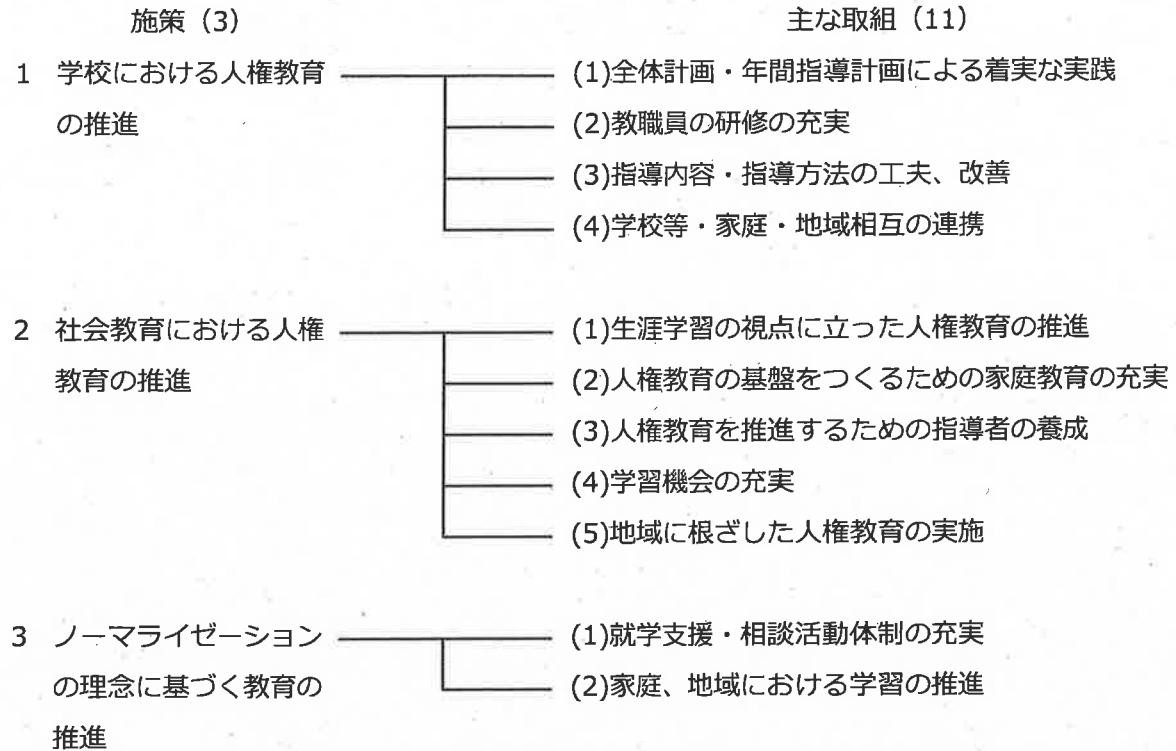 施策（3）
主な取組（11）
1 学校における人権教育
の推進
(1)全体計画・年間指導計画による着実な実践
(2)教職員の研修の充実
(3)指導内容・指導方法の工夫、改善
(4)学校等・家庭・地域相互の連携
2 社会教育における人権
教育の推進
(1)生涯学習の視点に立った人権教育の推進
(2)人権教育の基盤をつくるための家庭教育の充実
(3)人権教育を推進するための指導者の養成
(4)学習機会の充実
(5)地域に根ざした人権教育の実施
3 ノーマライゼーション
の理念に基づく教育の
推進
(1)就学支援・相談活動体制の充実
(2)家庭、地域における学習の推進